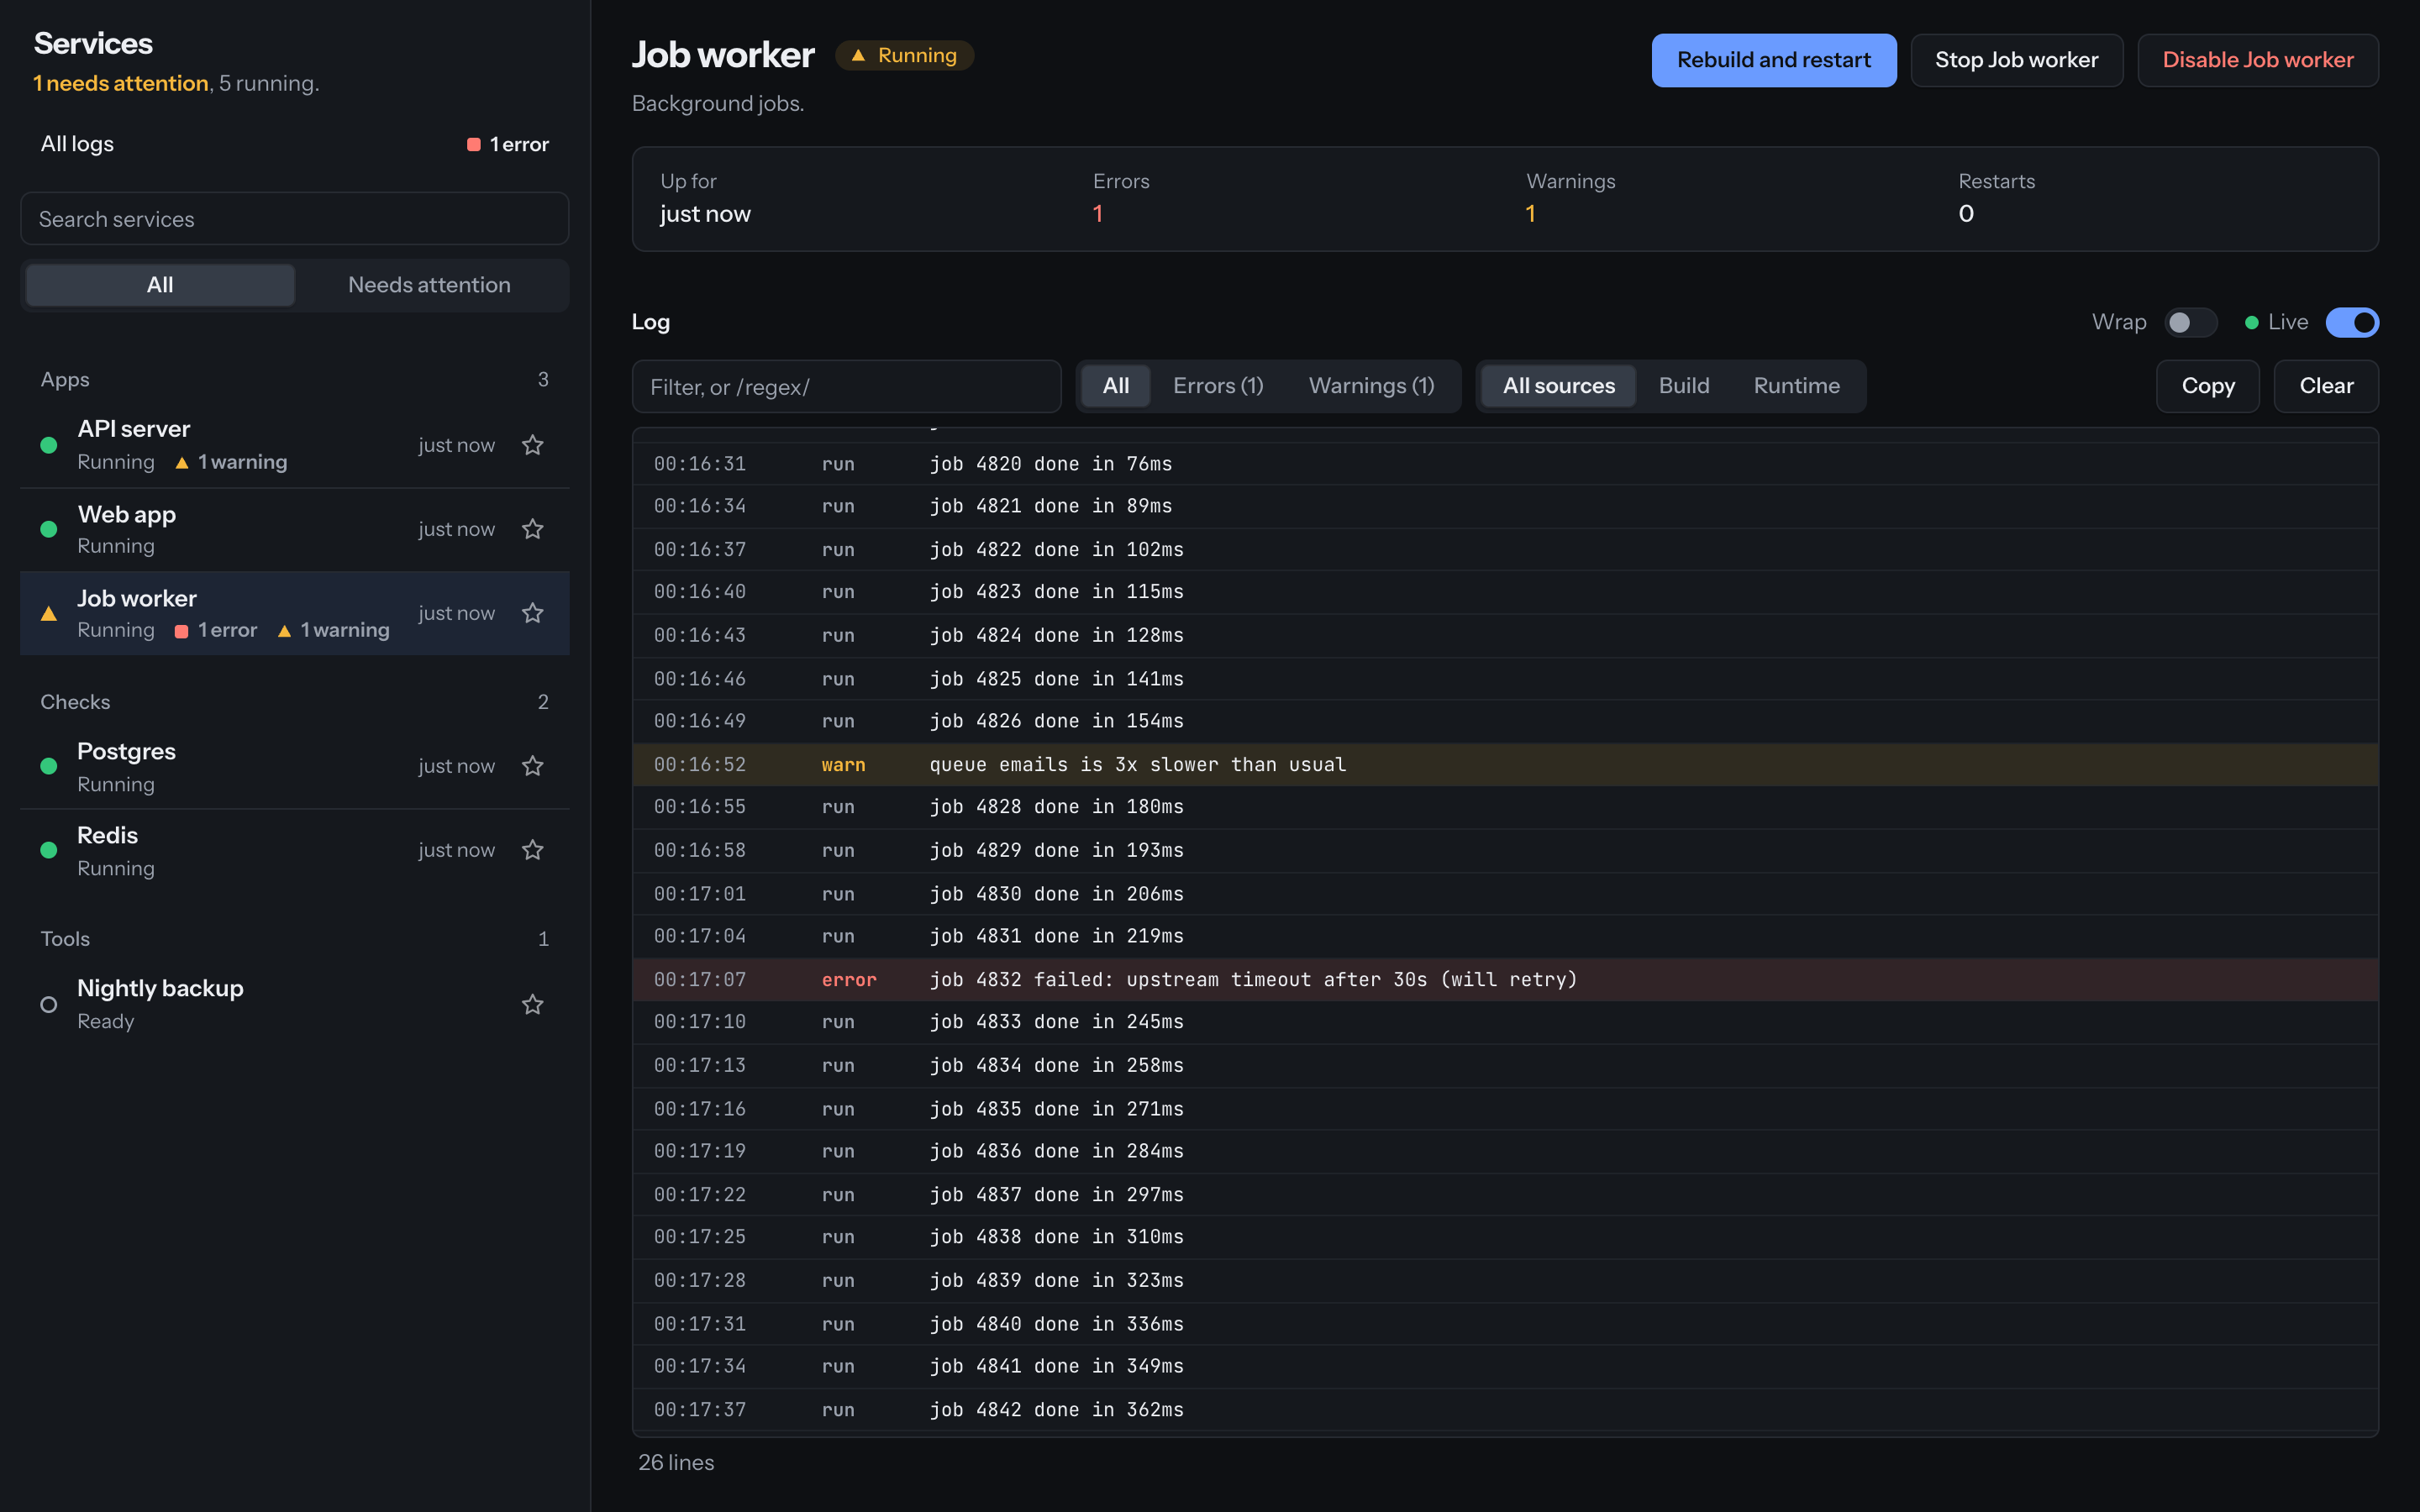 Services
1 needs attention, 5 running.
All logs 1 error
Search services
All Needs attention
Apps 3
API server
Running 1 warning just now
Web app
Running just now
Job worker
Running 1 error 1 warning just now
Checks 2
Postgres
Running just now
Redis
Running just now
Tools 1
Nightly backup
Ready
Job worker Running
Background jobs.
Rebuild and restart Stop Job worker Disable Job worker
Up for Errors Warnings Restarts
just now 1 1 0
Log Wrap Live
Filter, or /regex/ All Errors (1) Warnings (1) All sources Build Runtime Copy Clear
00:16:31 run job 4820 done in 76ms
00:16:34 run job 4821 done in 89ms
00:16:37 run job 4822 done in 102ms
00:16:40 run job 4823 done in 115ms
00:16:43 run job 4824 done in 128ms
00:16:46 run job 4825 done in 141ms
00:16:49 run job 4826 done in 154ms
00:16:52 warn queue emails is 3x slower than usual
00:16:55 run job 4828 done in 180ms
00:16:58 run job 4829 done in 193ms
00:17:01 run job 4830 done in 206ms
00:17:04 run job 4831 done in 219ms
00:17:07 error job 4832 failed: upstream timeout after 30s (will retry)
00:17:10 run job 4833 done in 245ms
00:17:13 run job 4834 done in 258ms
00:17:16 run job 4835 done in 271ms
00:17:19 run job 4836 done in 284ms
00:17:22 run job 4837 done in 297ms
00:17:25 run job 4838 done in 310ms
00:17:28 run job 4839 done in 323ms
00:17:31 run job 4840 done in 336ms
00:17:34 run job 4841 done in 349ms
00:17:37 run job 4842 done in 362ms
26 lines